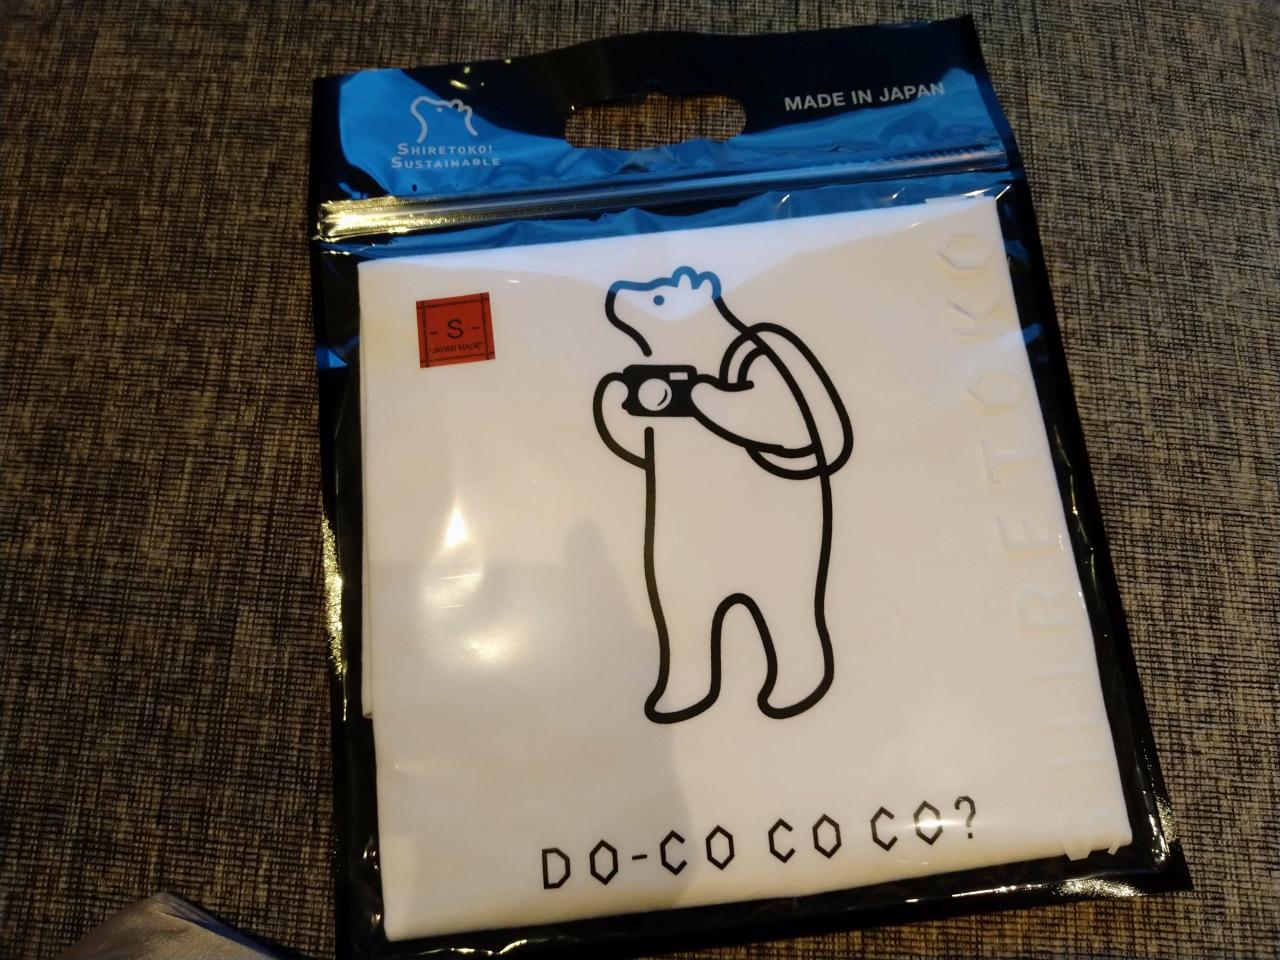 SHIRETOKO!
SUSTAINABLE
MADE IN JAPAN
- S -
"JAPAN MADE"
SHIRETOKO
DO-CO CO CO?